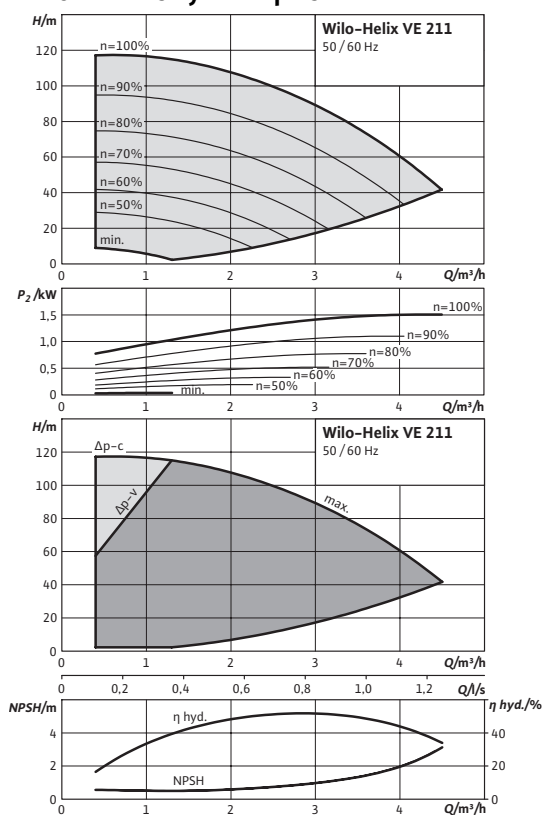 H/m
Wilo–Helix VE 211
50 / 60 Hz
n=100%
120
100
n=90%
80
n=80%
n=70%
60
n=60%
40
n=50%
20
min.
0
0 1 2 3 4 Q/m³/h
P2 /kW
n=100%
1,5
n=90%
1,0
n=80%
n=70%
0,5
n=60%
n=50%
min.
0
0 1 2 3 4 Q/m³/h
H/m
Wilo–Helix VE 211
50 / 60 Hz
Δp–c
120
100
Δp–v
max.
80
60
40
20
0
0 1 2 3 4 Q/m³/h
0 0,2 0,4 0,6 0,8 1,0 1,2 Q/l/s
NPSH/m
η hyd./%
η hyd.
4 40
2 20
NPSH
0 0
0 1 2 3 4 Q/m³/h